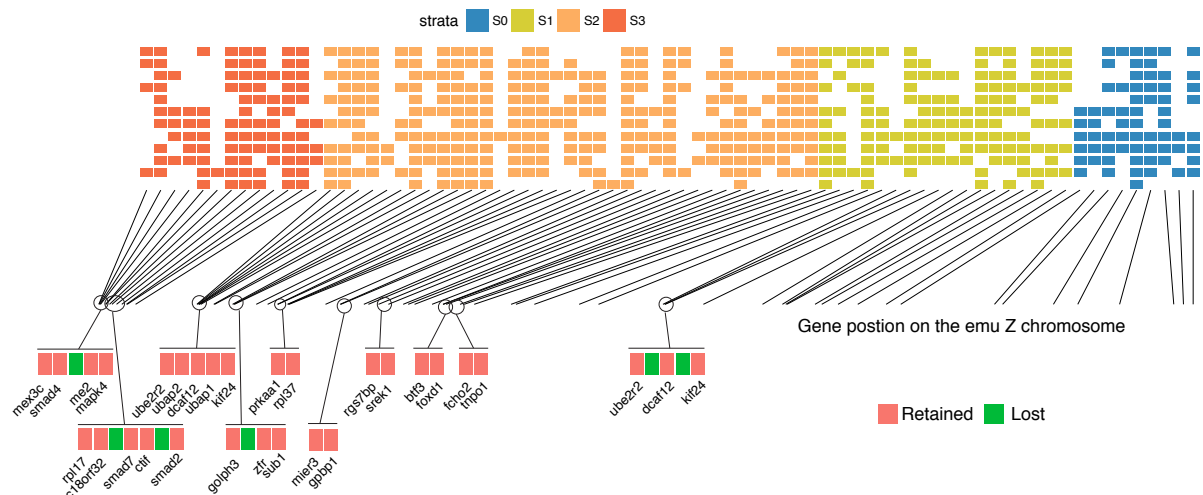 strata S0 S1 S2 S3
Gene postion on the emu Z chromosome
mex3c smad4 me2 mapk4
ube2r2 ubap2 dcaf12 ubap1 kif24
prkaa1 rpl37
rgs7bp srek1
btf3 foxd1
fcho2 tnpo1
ube2r2 dcaf12 kif24
Retained Lost
rpl17 c18orf32 smad7 ctif smad2
golph3 zfr sub1
mier3 gpbp1